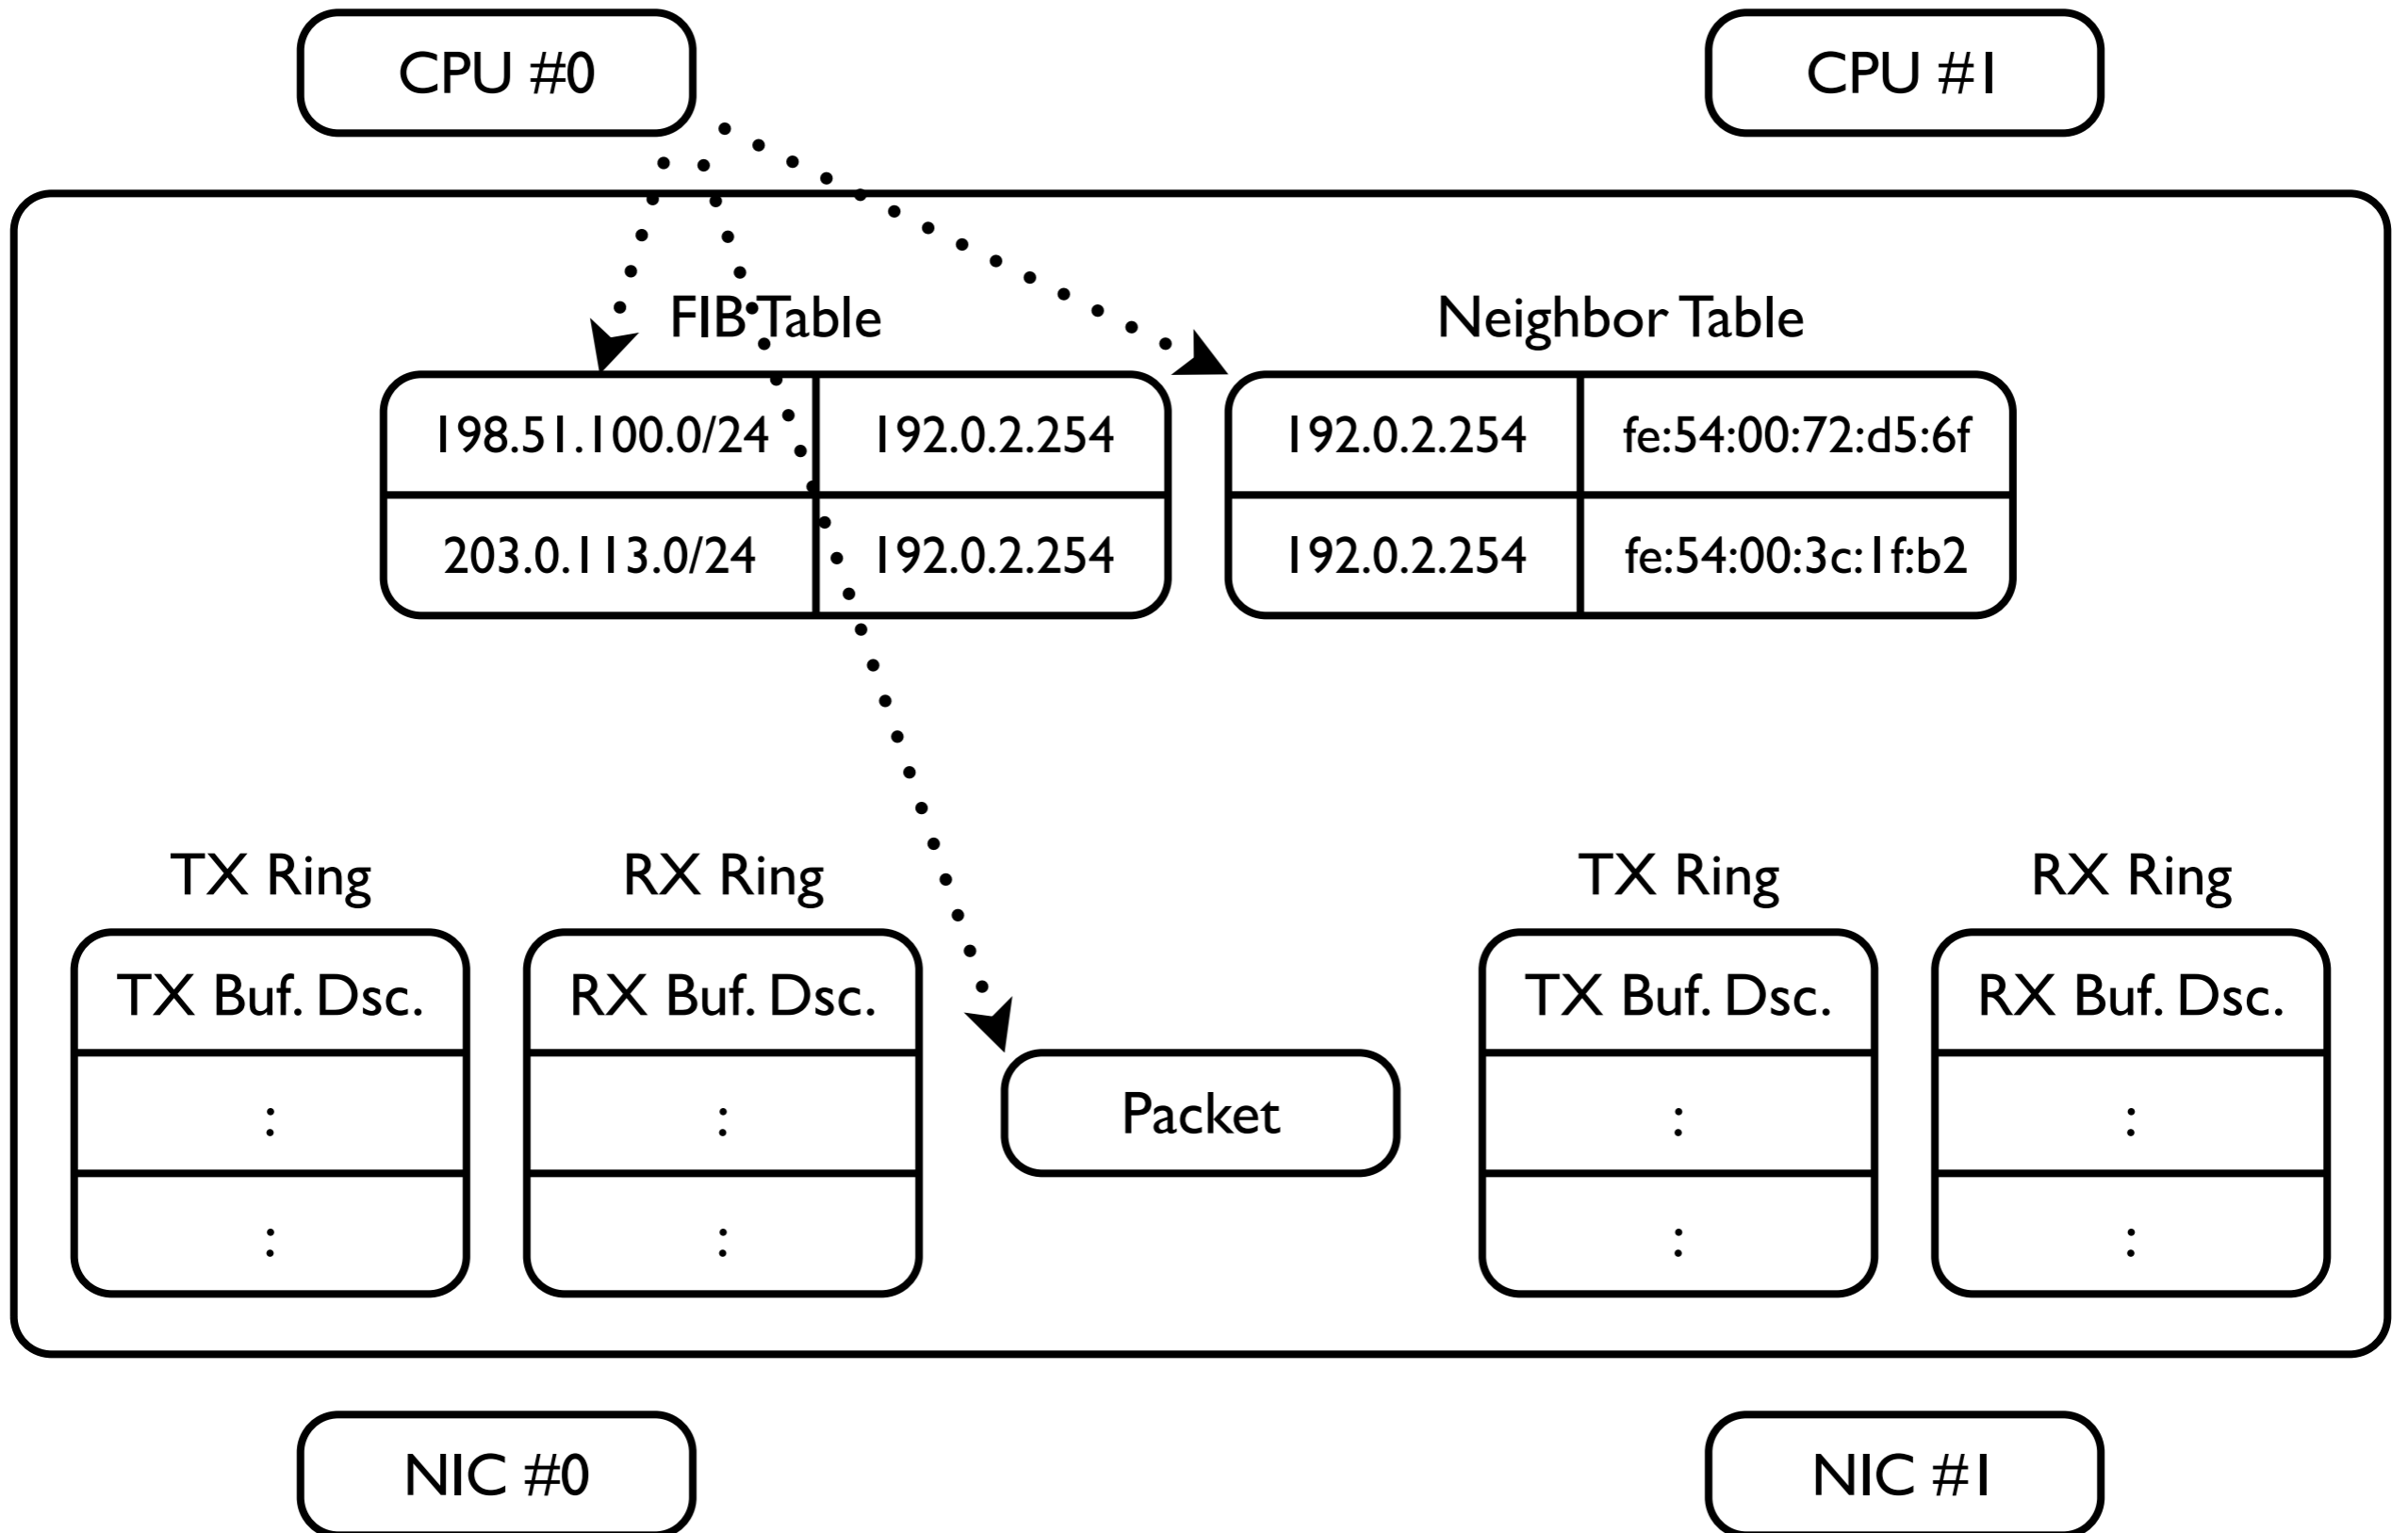 CPU #0
CPU #1
FIB Table
Neighbor Table
198.51.100.0/24 192.0.2.254
192.0.2.254 fe:54:00:72:d5:6f
203.0.113.0/24 192.0.2.254
192.0.2.254 fe:54:00:3c:1f:b2
TX Ring
RX Ring
TX Ring
RX Ring
TX Buf. Dsc.
RX Buf. Dsc.
TX Buf. Dsc.
RX Buf. Dsc.
:
:
Packet
:
:
:
:
:
:
NIC #0
NIC #1